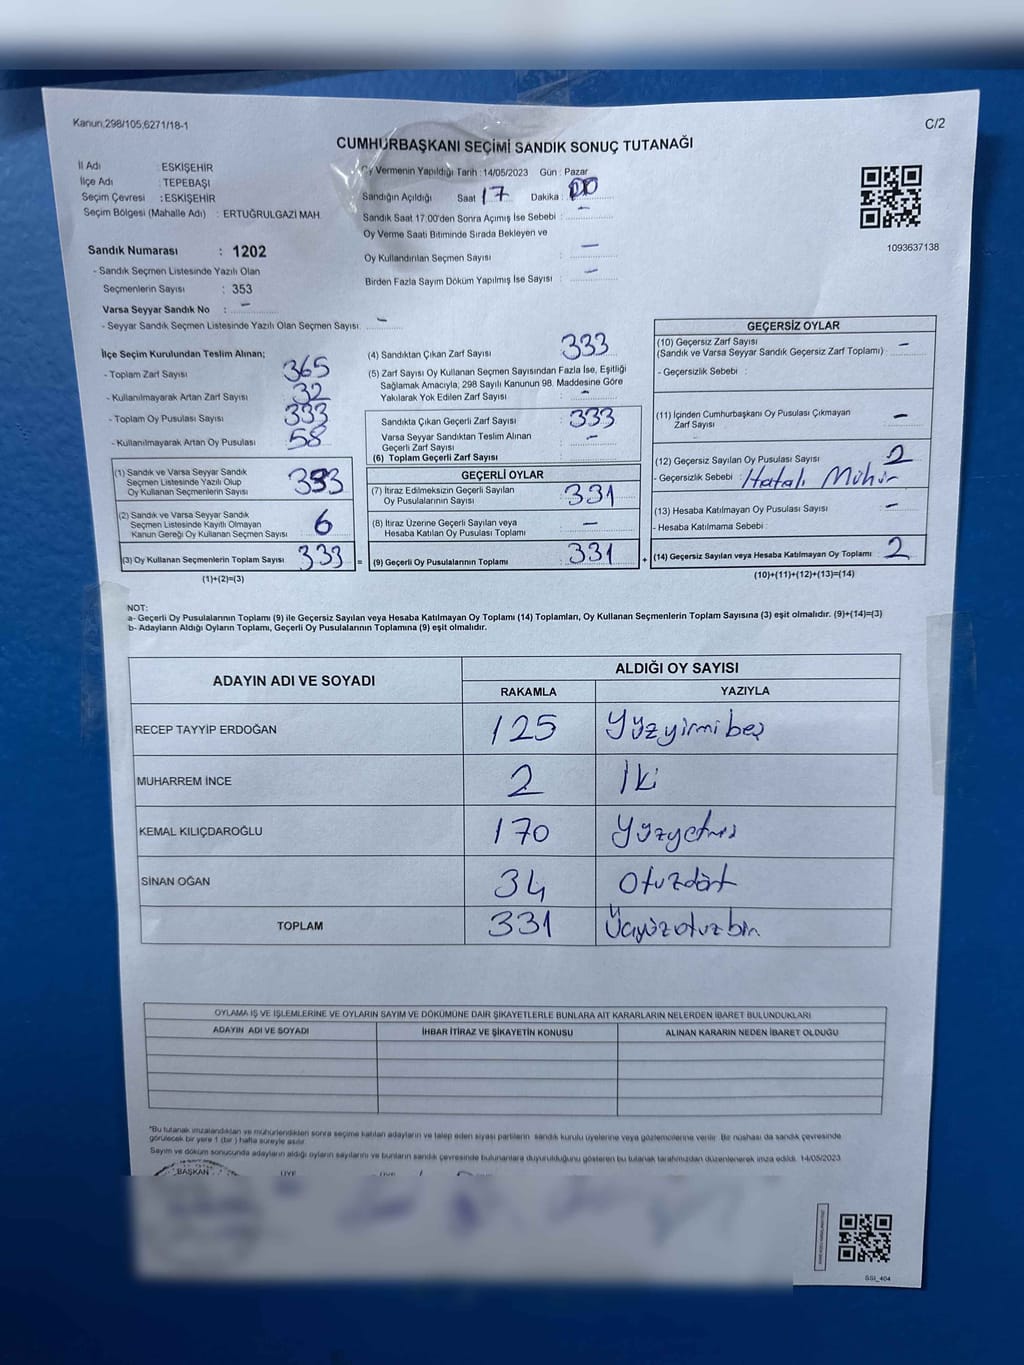 Kanun,298/105,6271/18-1
C/2
CUMHURBAŞKANI SEÇİMİ SANDIK SONUÇ TUTANAĞI
İl Adı : ESKİŞEHİR
İlçe Adı : TEPEBAŞI
Seçim Çevresi : ESKİŞEHİR
Seçim Bölgesi (Mahalle Adı) : ERTUĞRULGAZİ MAH.
Sandık Numarası : 1202
- Sandık Seçmen Listesinde Yazılı Olan
Seçmenlerin Sayısı : 353
Varsa Seyyar Sandık No : –
- Seyyar Sandık Seçmen Listesinde Yazılı Olan Seçmen Sayısı: –
Oy Vermenin Yapıldığı Tarih : 14/05/2023 Gün : Pazar
Sandığın Açıldığı Saat 17 Dakika : 00
Sandık Saat 17.00'den Sonra Açımış İse Sebebi : –
Oy Verme Saati Bitiminde Sırada Bekleyen ve
Oy Kullandırılan Seçmen Sayısı : –
Birden Fazla Sayım Döküm Yapılmış İse Sayısı : –
1093637138
İlçe Seçim Kurulundan Teslim Alınan;
- Toplam Zarf Sayısı 365
- Kullanılmayarak Artan Zarf Sayısı 32
- Toplam Oy Pusulası Sayısı 333
- Kullanılmayarak Artan Oy Pusulası 58
(1) Sandık ve Varsa Seyyar Sandık
Seçmen Listesinde Yazılı Olup
Oy Kullanan Seçmenlerin Sayısı
(2) Sandık ve Varsa Seyyar Sandık
Seçmen Listesinde Kayıtlı Olmayan
Kanun Gereği Oy Kullanan Seçmen Sayısı : 6
(3) Oy Kullanan Seçmenlerin Toplam Sayısı : 333 =
(1)+(2)=(3)
(4) Sandıktan Çıkan Zarf Sayısı 333
(5) Zarf Sayısı Oy Kullanan Seçmen Sayısından Fazla İse, Eşitliği
Sağlamak Amacıyla; 298 Sayılı Kanunun 98. Maddesine Göre
Yakılarak Yok Edilen Zarf Sayısı : –
Sandıkta Çıkan Geçerli Zarf Sayısı : 333
Varsa Seyyar Sandıktan Teslim Alınan
Geçerli Zarf Sayısı : –
(6) Toplam Geçerli Zarf Sayısı :
GEÇERLİ OYLAR
(7) İtiraz Edilmeksizin Geçerli Sayılan
Oy Pusulalarının Sayısı : 331
(8) İtiraz Üzerine Geçerli Sayılan veya
Hesaba Katılan Oy Pusulaları Toplamı : –
(9) Geçerli Oy Pusulalarının Toplamı : 331 +
GEÇERSİZ OYLAR
(10) Geçersiz Zarf Sayısı
(Sandık ve Varsa Seyyar Sandık Geçersiz Zarf Toplamı) : –
- Geçersizlik Sebebi :
(11) İçinden Cumhurbaşkanı Oy Pusulası Çıkmayan
Zarf Sayısı : –
(12) Geçersiz Sayılan Oy Pusulası Sayısı : 2
- Geçersizlik Sebebi : Hatalı Mühür
(13) Hesaba Katılmayan Oy Pusulası Sayısı : –
- Hesaba Katılmama Sebebi :
(14) Geçersiz Sayılan veya Hesaba Katılmayan Oy Toplamı : 2
(10)+(11)+(12)+(13)=(14)
NOT:
a- Geçerli Oy Pusulalarının Toplamı (9) ile Geçersiz Sayılan veya Hesaba Katılmayan Oy Toplamı (14) Toplamları, Oy Kullanan Seçmenlerin Toplam Sayısına (3) eşit olmalıdır. (9)+(14)=(3)
b- Adayların Aldığı Oyların Toplamı, Geçerli Oy Pusulalarının Toplamına (9) eşit olmalıdır.
ADAYIN ADI VE SOYADI ALDIĞI OY SAYISI
RAKAMLA YAZIYLA
RECEP TAYYİP ERDOĞAN 125 Yüzyirmibeş
MUHARREM İNCE 2 İki
KEMAL KILIÇDAROĞLU 170 Yüzyetmiş
SİNAN OĞAN 34 Otuzdört
TOPLAM 331 Üçyüzotuzbir
OYLAMA İŞ VE İŞLEMLERİNE VE OYLARIN SAYIM VE DÖKÜMÜNE DAİR ŞİKAYETLERLE BUNLARA AİT KARARLARIN NELERDEN İBARET BULUNDUKLARI
ADAYIN ADI VE SOYADI İHBAR İTİRAZ VE ŞİKAYETİN KONUSU ALINAN KARARIN NEDEN İBARET OLDUĞU
*Bu tutanak imzalandıktan ve mühürlendikten sonra seçime katılan adayların ve talep eden siyasi partilerin sandık kurulu üyelerine veya gözlemcilerine verilir. Bir nüshası da sandık çevresinde
görülecek bir yere 1 (bir ) hafta süreyle asılır.
Sayım ve döküm sonucunda adayların aldığı oyların sayılarını ve bunların sandık çevresinde bulunanlara duyurulduğunu gösteren bu tutanak tarafımızdan düzenlenerek imza edildi. 14/05/2023
BAŞKAN ÜYE ÜYE
SSI_404